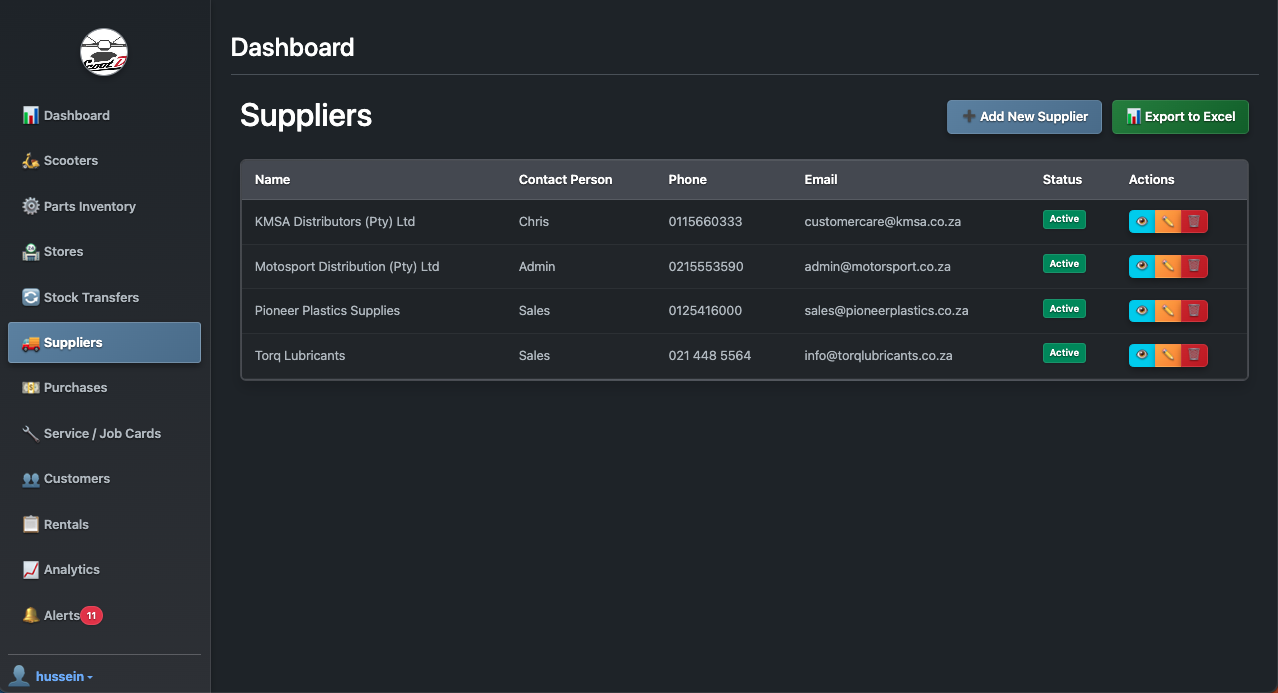 Scoot D
Dashboard
Scooters
Parts Inventory
Stores
Stock Transfers
Suppliers
Purchases
Service / Job Cards
Customers
Rentals
Analytics
Alerts 11
hussein
Dashboard
Suppliers
Add New Supplier
Export to Excel
Name Contact Person Phone Email Status Actions
KMSA Distributors (Pty) Ltd Chris 0115660333 customercare@kmsa.co.za Active
Motosport Distribution (Pty) Ltd Admin 0215553590 admin@motorsport.co.za Active
Pioneer Plastics Supplies Sales 0125416000 sales@pioneerplastics.co.za Active
Torq Lubricants Sales 021 448 5564 info@torqlubricants.co.za Active